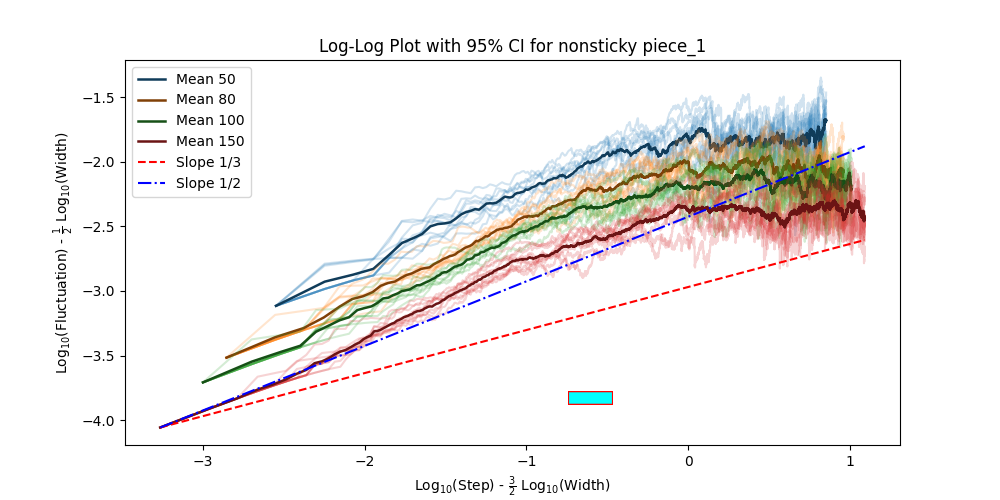 Log-Log Plot with 95% CI for nonsticky piece_1
Mean 50
Mean 80
Mean 100
Mean 150
Slope 1/3
Slope 1/2
Log₁₀(Fluctuation) - ½ Log₁₀(Width)
−1.5
−2.0
−2.5
−3.0
−3.5
−4.0
−3 −2 −1 0 1
Log₁₀(Step) - 3/2 Log₁₀(Width)